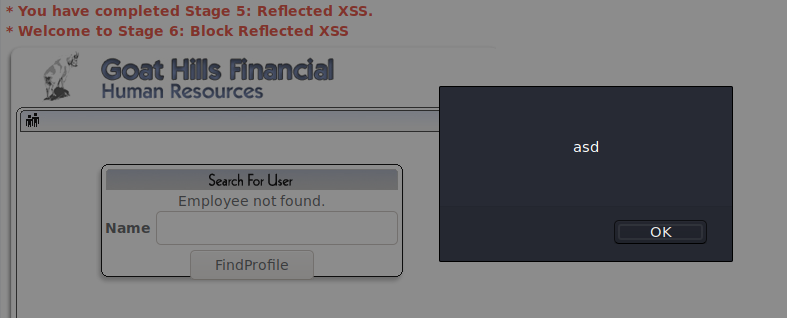 * You have completed Stage 5: Reflected XSS.
* Welcome to Stage 6: Block Reflected XSS
Goat Hills Financial
Human Resources
asd
OK
Search For User
Employee not found.
Name
FindProfile